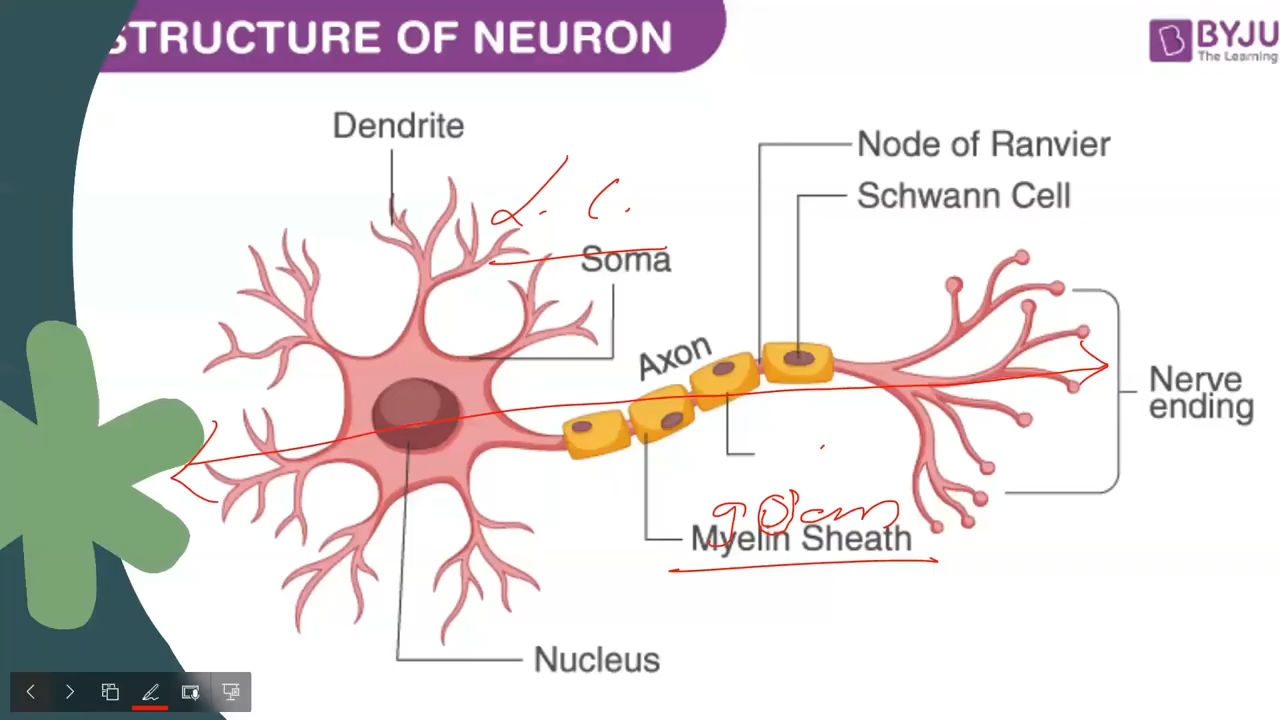 STRUCTURE OF NEURON
BYJU
The Learning
Dendrite
Node of Ranvier
Schwann Cell
L. C.
Soma
Axon
Nerve
ending
Myelin Sheath
Nucleus